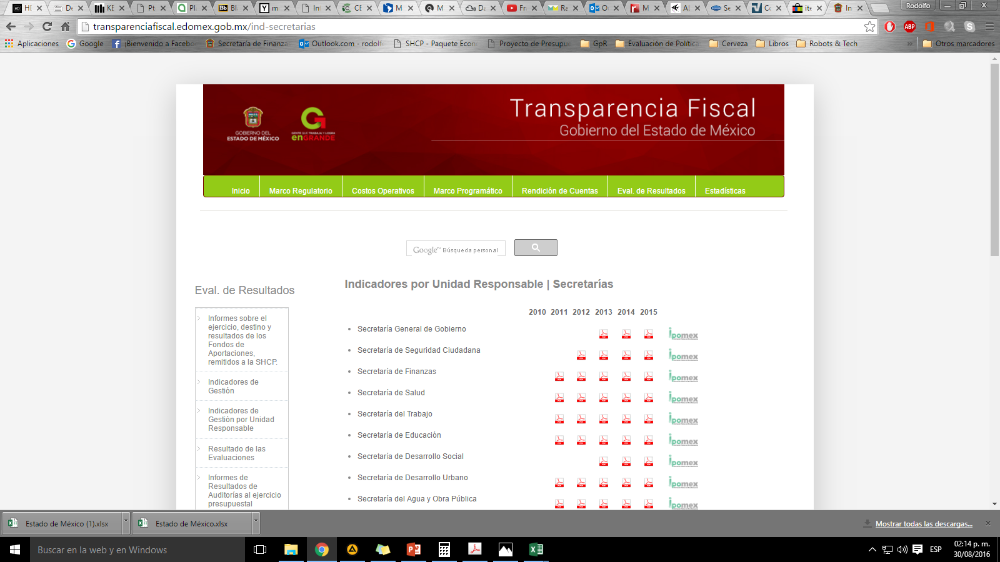 HI
De
KE
Pt
Pl
Bl
m
In
CE
M
M
Da
Fr
Ra
O
M
Al
Se
Co
ite
In
Rodolfo
transparenciafiscal.edomex.gob.mx/ind-secretarias
Aplicaciones
Google
¡Bienvenido a Facebo
Secretaría de Finanza
Outlook.com - rodolf
SHCP - Paquete Econ
Proyecto de Presupue
GpR
Evaluación de Política
Cerveza
Libros
Robots & Tech
»
Otros marcadores
GOBIERNO DEL
ESTADO DE MÉXICO
GENTE QUE TRABAJA Y LOGRA
enGRANDE
Transparencia Fiscal
Gobierno del Estado de México
Inicio
Marco Regulatorio
Costos Operativos
Marco Programático
Rendición de Cuentas
Eval. de Resultados
Estadísticas
Google™ Búsqueda personal
Eval. de Resultados
Informes sobre el
ejercicio, destino y
resultados de los
Fondos de
Aportaciones,
remitidos a la SHCP.
Indicadores de
Gestión
Indicadores de
Gestión por Unidad
Responsable
Resultado de las
Evaluaciones
Informes de
Resultados de
Auditorías al ejercicio
presupuestal
Indicadores por Unidad Responsable | Secretarías
2010 2011 2012 2013 2014 2015
Secretaría General de Gobierno ipomex
Secretaría de Seguridad Ciudadana ipomex
Secretaría de Finanzas ipomex
Secretaría de Salud ipomex
Secretaría del Trabajo ipomex
Secretaría de Educación ipomex
Secretaría de Desarrollo Social ipomex
Secretaría de Desarrollo Urbano ipomex
Secretaría del Agua y Obra Pública ipomex
Estado de México (1).xlsx
Estado de México.xlsx
Mostrar todas las descargas...
Buscar en la web y en Windows
ESP
02:14 p. m.
30/08/2016